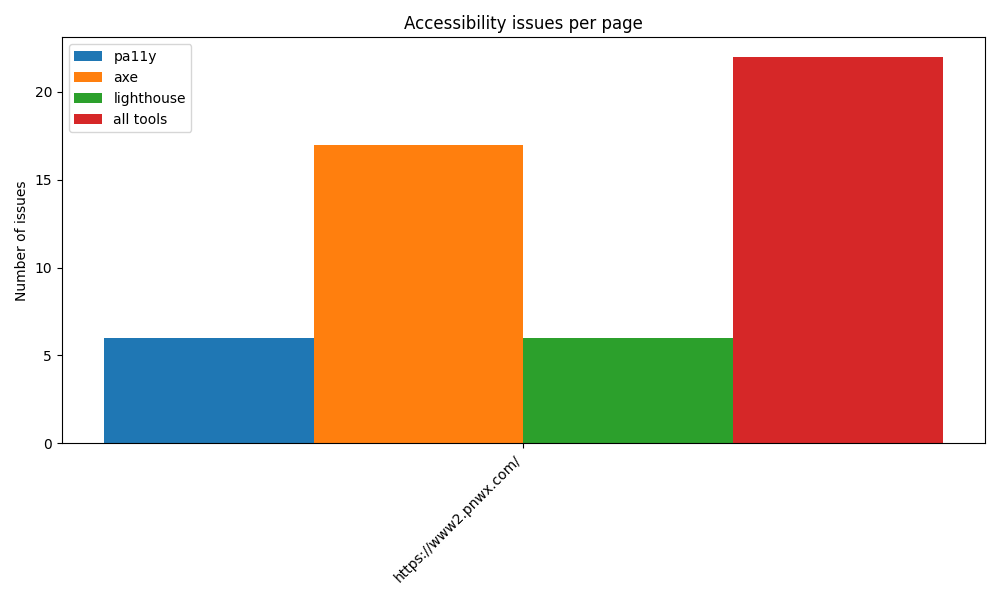 Accessibility issues per page
pa11y
axe
lighthouse
all tools
Number of issues
20
15
10
5
0
https://www2.pnwx.com/